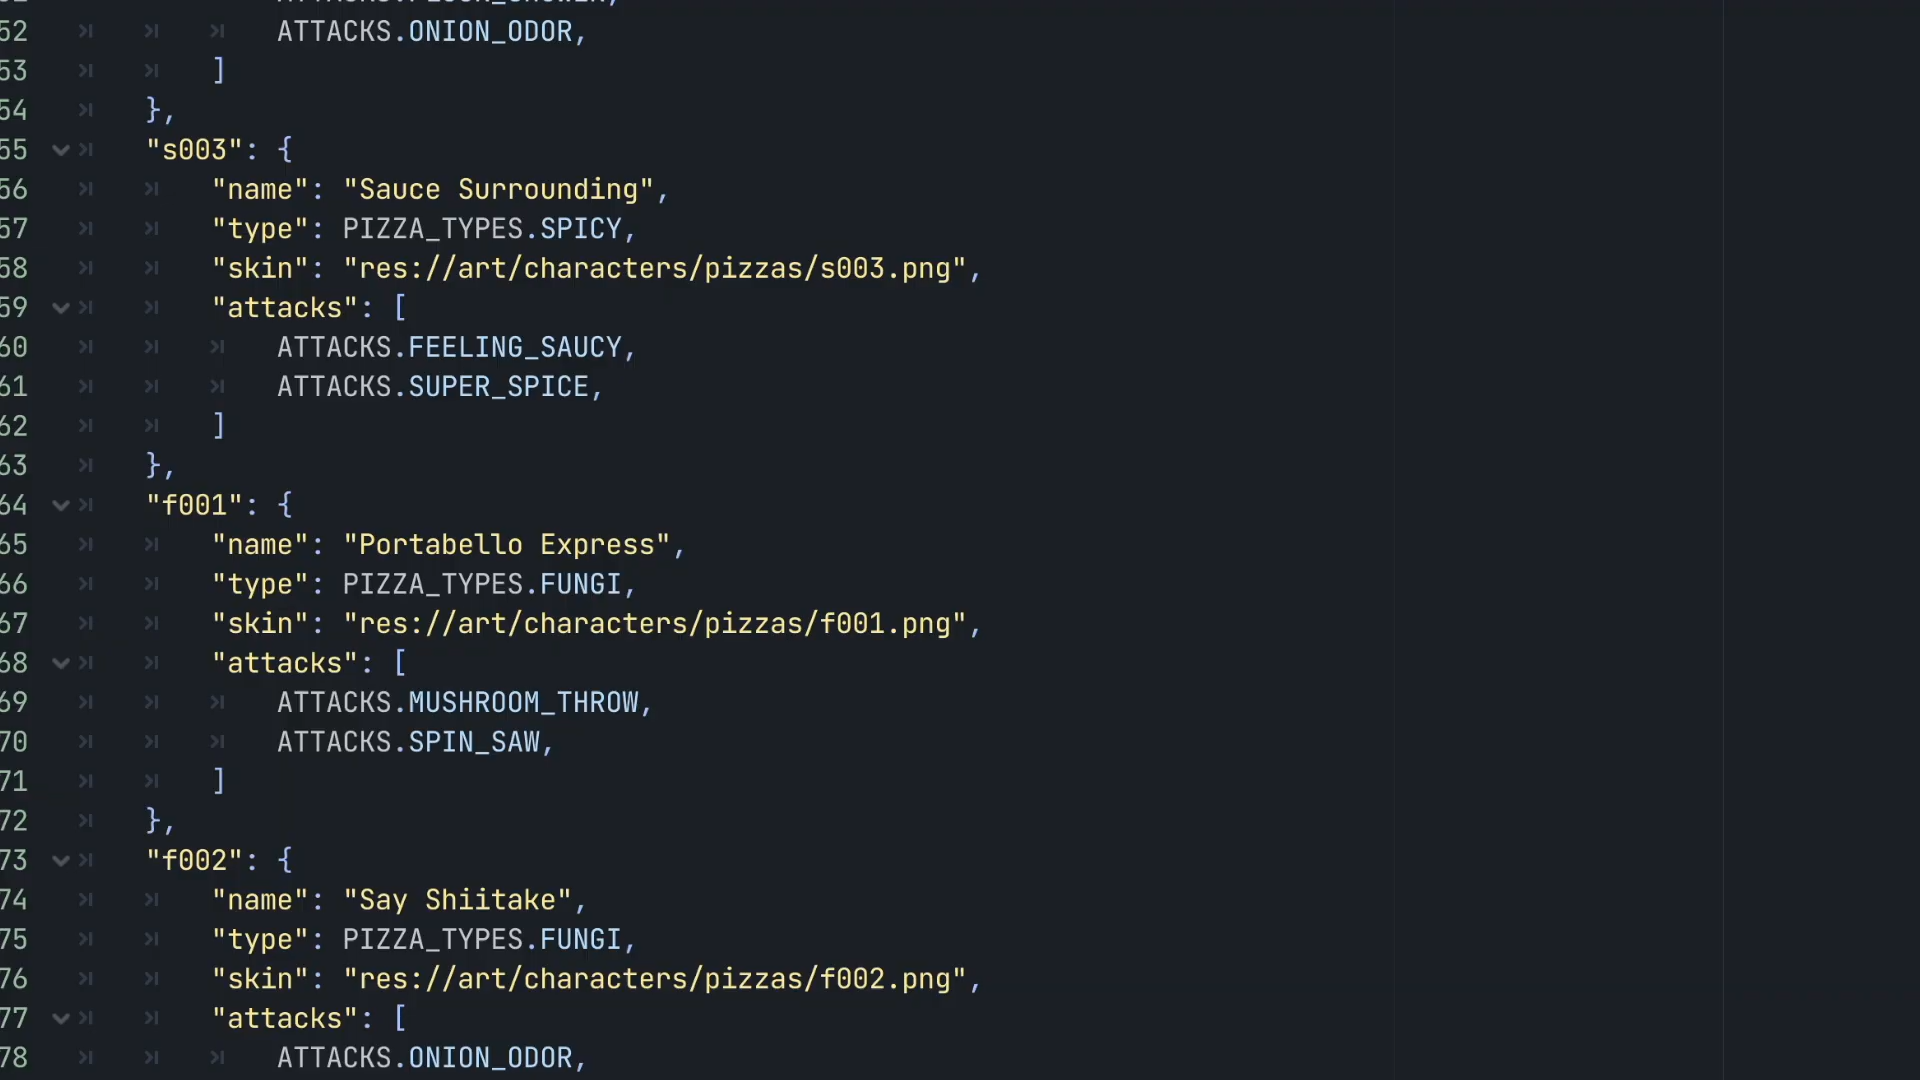 52 ATTACKS.ONION_ODOR,
53 ]
54 },
55 "s003": {
56 "name": "Sauce Surrounding",
57 "type": PIZZA_TYPES.SPICY,
58 "skin": "res://art/characters/pizzas/s003.png",
59 "attacks": [
60 ATTACKS.FEELING_SAUCY,
61 ATTACKS.SUPER_SPICE,
62 ]
63 },
64 "f001": {
65 "name": "Portabello Express",
66 "type": PIZZA_TYPES.FUNGI,
67 "skin": "res://art/characters/pizzas/f001.png",
68 "attacks": [
69 ATTACKS.MUSHROOM_THROW,
70 ATTACKS.SPIN_SAW,
71 ]
72 },
73 "f002": {
74 "name": "Say Shiitake",
75 "type": PIZZA_TYPES.FUNGI,
76 "skin": "res://art/characters/pizzas/f002.png",
77 "attacks": [
78 ATTACKS.ONION_ODOR,